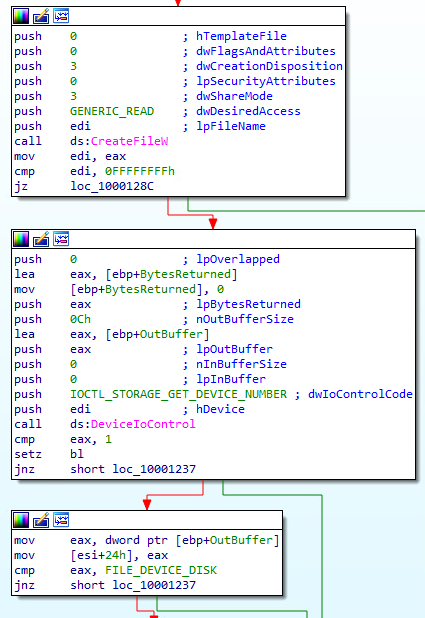 push 0 ; hTemplateFile
push 0 ; dwFlagsAndAttributes
push 3 ; dwCreationDisposition
push 0 ; lpSecurityAttributes
push 3 ; dwShareMode
push GENERIC_READ ; dwDesiredAccess
push edi ; lpFileName
call ds:CreateFileW
mov edi, eax
cmp edi, 0FFFFFFFFh
jz loc_1000128C
push 0 ; lpOverlapped
lea eax, [ebp+BytesReturned]
mov [ebp+BytesReturned], 0
push eax ; lpBytesReturned
push 0Ch ; nOutBufferSize
lea eax, [ebp+OutBuffer]
push eax ; lpOutBuffer
push 0 ; nInBufferSize
push 0 ; lpInBuffer
push IOCTL_STORAGE_GET_DEVICE_NUMBER ; dwIoControlCode
push edi ; hDevice
call ds:DeviceIoControl
cmp eax, 1
setz bl
jnz short loc_10001237
mov eax, dword ptr [ebp+OutBuffer]
mov [esi+24h], eax
cmp eax, FILE_DEVICE_DISK
jnz short loc_10001237